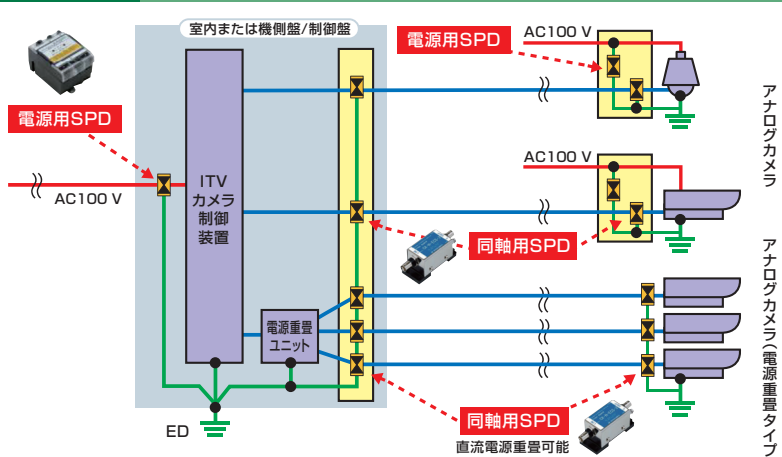 室内または機側盤/制御盤
電源用SPD
AC100 V
電源用SPD
AC100 V
ITV
カメラ
制御
装置
電源重畳
ユニット
ED
AC100 V
同軸用SPD
同軸用SPD
直流電源重畳可能
アナログカメラ
アナログカメラ(電源重畳タイプ